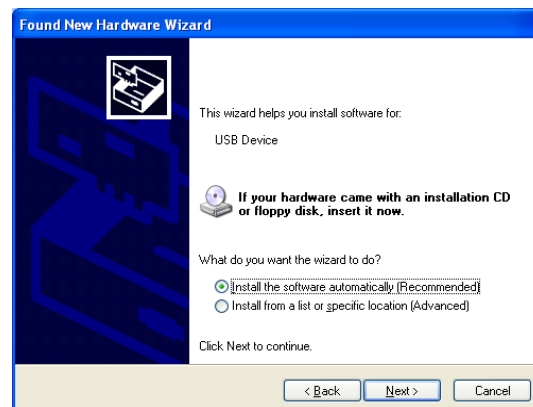 Found New Hardware Wizard
This wizard helps you install software for:
USB Device
If your hardware came with an installation CD
or floppy disk, insert it now.
What do you want the wizard to do?
Install the software automatically (Recommended)
Install from a list or specific location (Advanced)
Click Next to continue.
< Back
Next >
Cancel